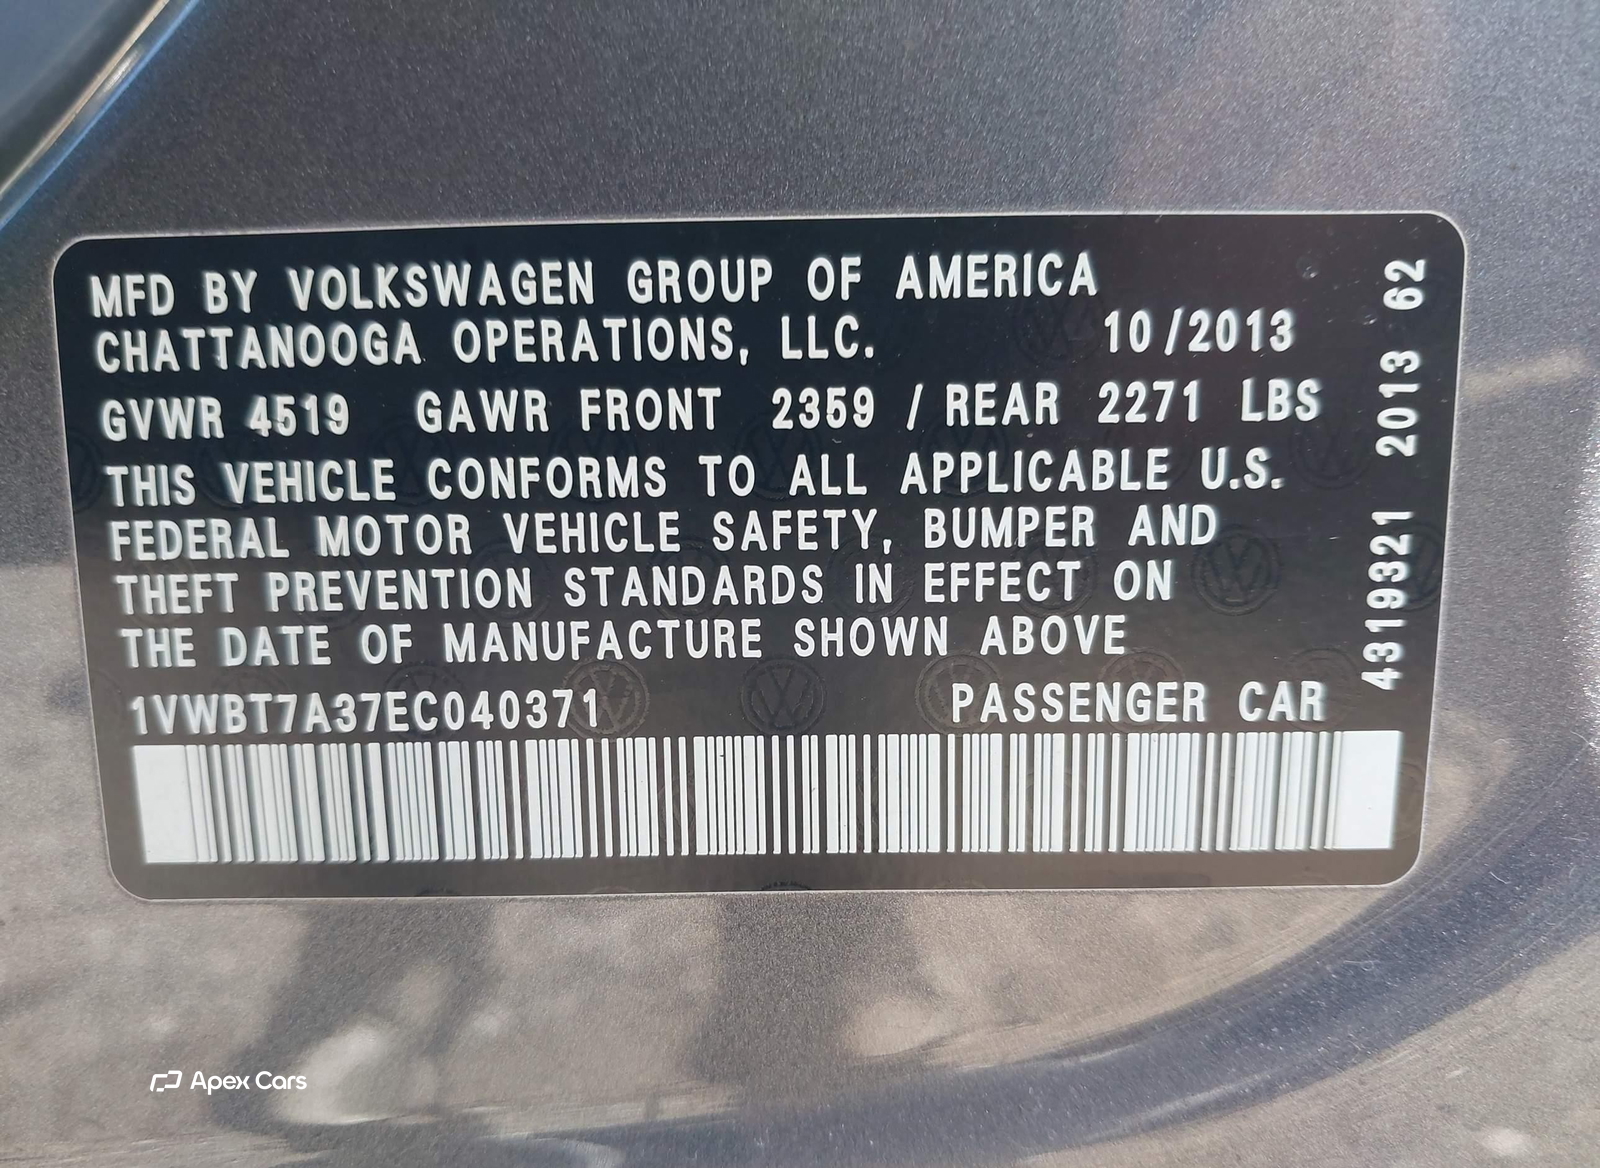 MFD BY VOLKSWAGEN GROUP OF AMERICA
CHATTANOOGA OPERATIONS, LLC. 10/2013
GVWR 4519 GAWR FRONT 2359 / REAR 2271 LBS
THIS VEHICLE CONFORMS TO ALL APPLICABLE U.S.
FEDERAL MOTOR VEHICLE SAFETY, BUMPER AND
THEFT PREVENTION STANDARDS IN EFFECT ON
THE DATE OF MANUFACTURE SHOWN ABOVE
1VWBT7A37EC040371 PASSENGER CAR
4319321 2013 62
Apex Cars